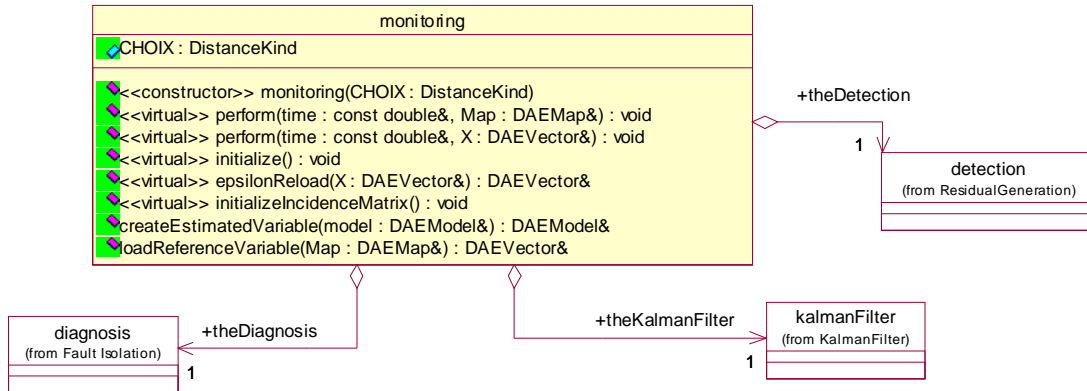 monitoring
CHOIX : DistanceKind
<<constructor>> monitoring(CHOIX : DistanceKind)
<<virtual>> perform(time : const double&, Map : DAEMap&) : void
<<virtual>> perform(time : const double&, X : DAEVector&) : void
<<virtual>> initialize() : void
<<virtual>> epsilonReload(X : DAEVector&) : DAEVector&
<<virtual>> initializeIncidenceMatrix() : void
createEstimatedVariable(model : DAEModel&) : DAEModel&
loadReferenceVariable(Map : DAEMap&) : DAEVector&
+theDetection
1
detection
(from ResidualGeneration)
diagnosis
(from Fault Isolation)
+theDiagnosis
1
+theKalmanFilter
1
kalmanFilter
(from KalmanFilter)